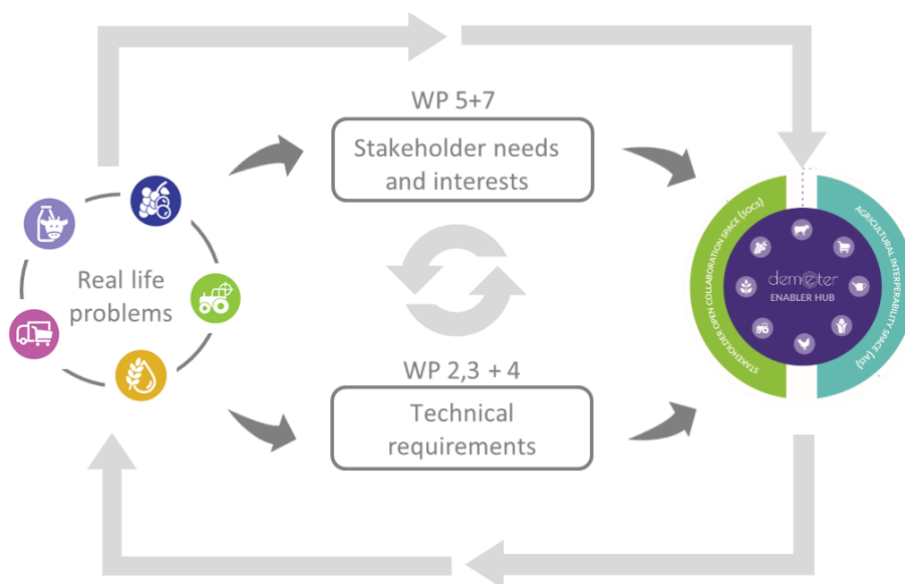 WP 5+7
Stakeholder needs
and interests
Real life
problems
STAKEHOLDER OPEN COLLABORATION SPACE (SOCS)
AGRICULTURAL INTERPERABILITY SPACE (AIS)
demeter
ENABLER HUB
WP 2,3 + 4
Technical
requirements